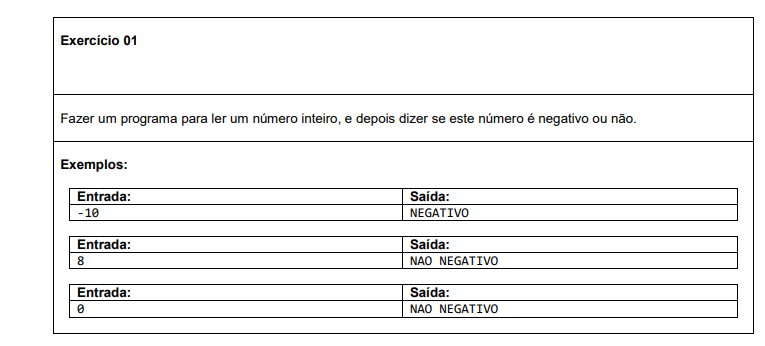 Exercício 01
Fazer um programa para ler um número inteiro, e depois dizer se este número é negativo ou não.
Exemplos:
Entrada: Saída:
-10 NEGATIVO
Entrada: Saída:
8 NAO NEGATIVO
Entrada: Saída:
0 NAO NEGATIVO